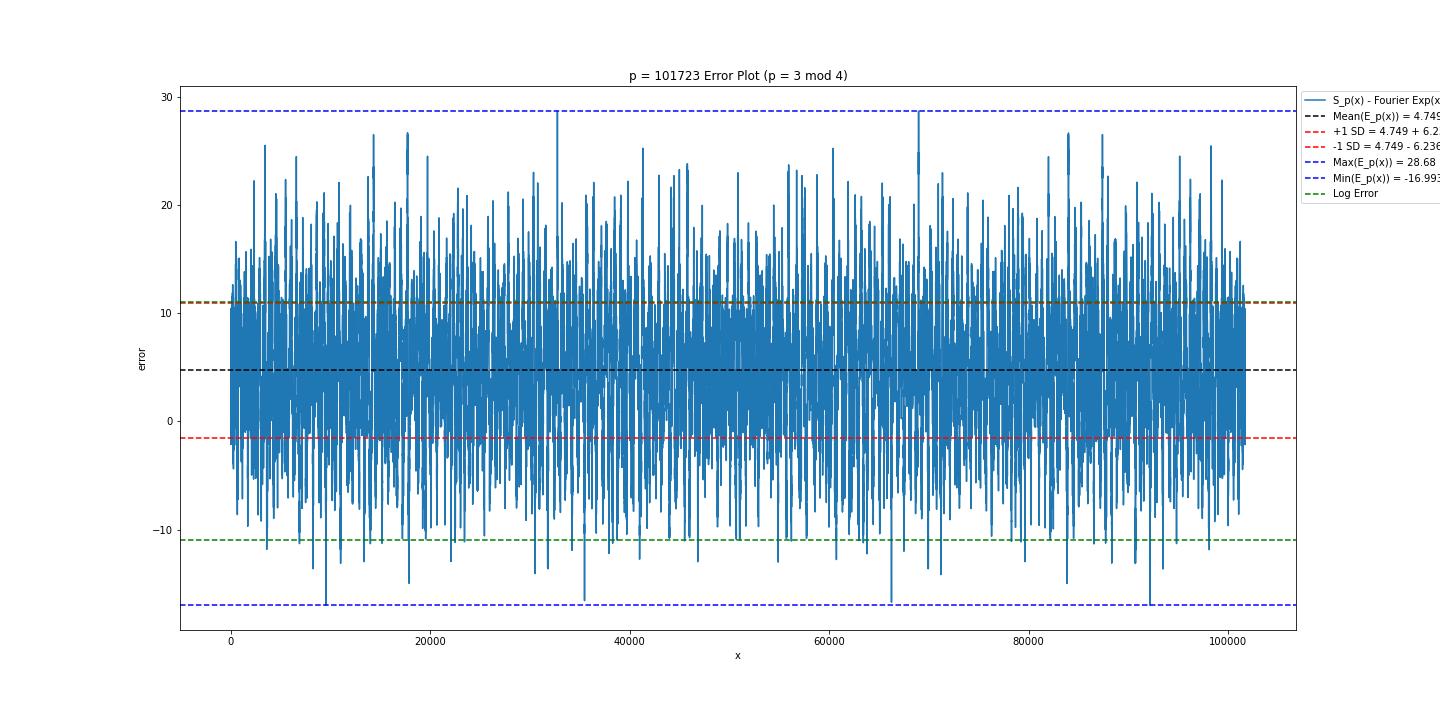 p = 101723 Error Plot (p = 3 mod 4)
30
20
10
0
−10
error
0
20000
40000
60000
80000
100000
x
S_p(x) - Fourier Exp(x
Mean(E_p(x)) = 4.749
+1 SD = 4.749 + 6.2
-1 SD = 4.749 - 6.236
Max(E_p(x)) = 28.68
Min(E_p(x)) = -16.993
Log Error